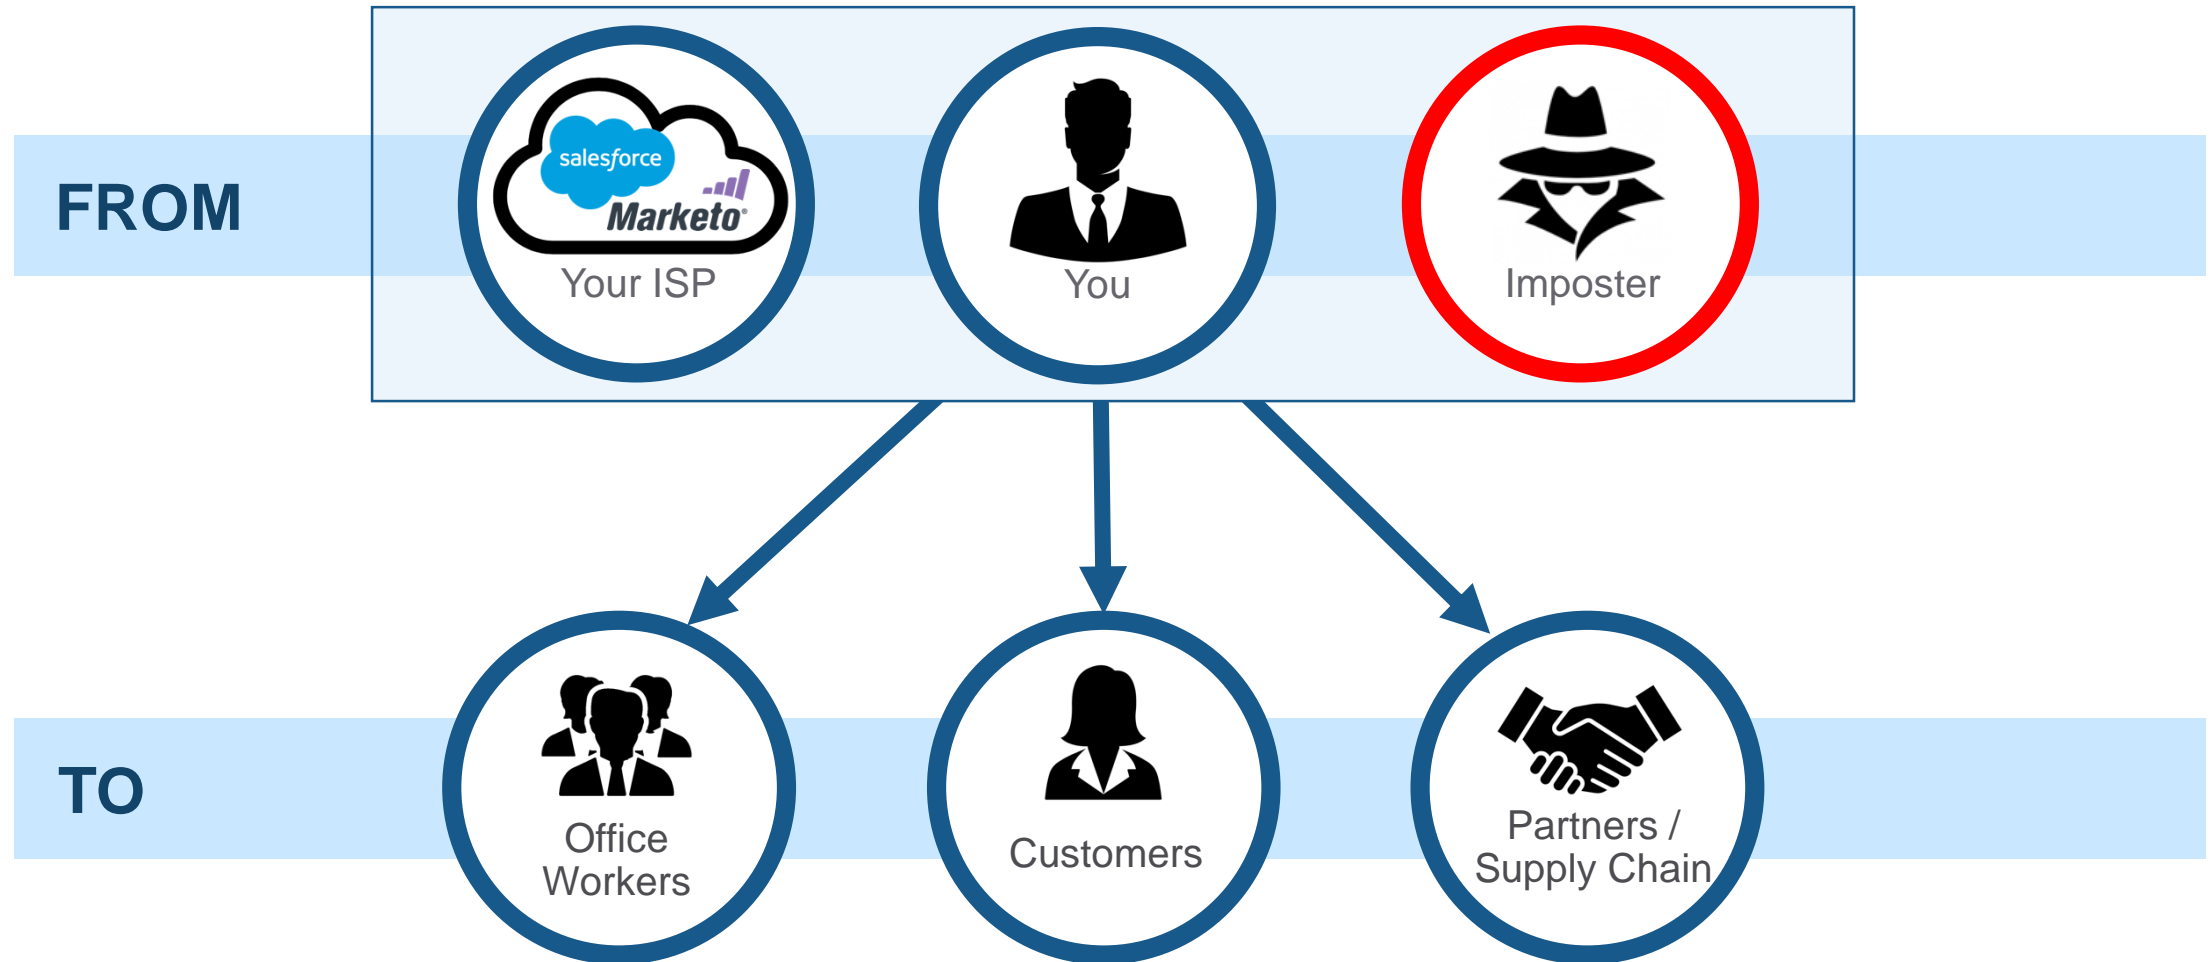 FROM
salesforce
Marketo
Your ISP
You
Imposter
TO
Office
Workers
Customers
Partners /
Supply Chain